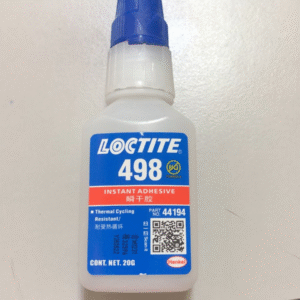 LOCTITE
498
INSTANT ADHESIVE
瞬干胶
Thermal Cycling
Resistant/
耐冷热循环
PART
NO. 44194
CONT. NET. 20G
Henkel